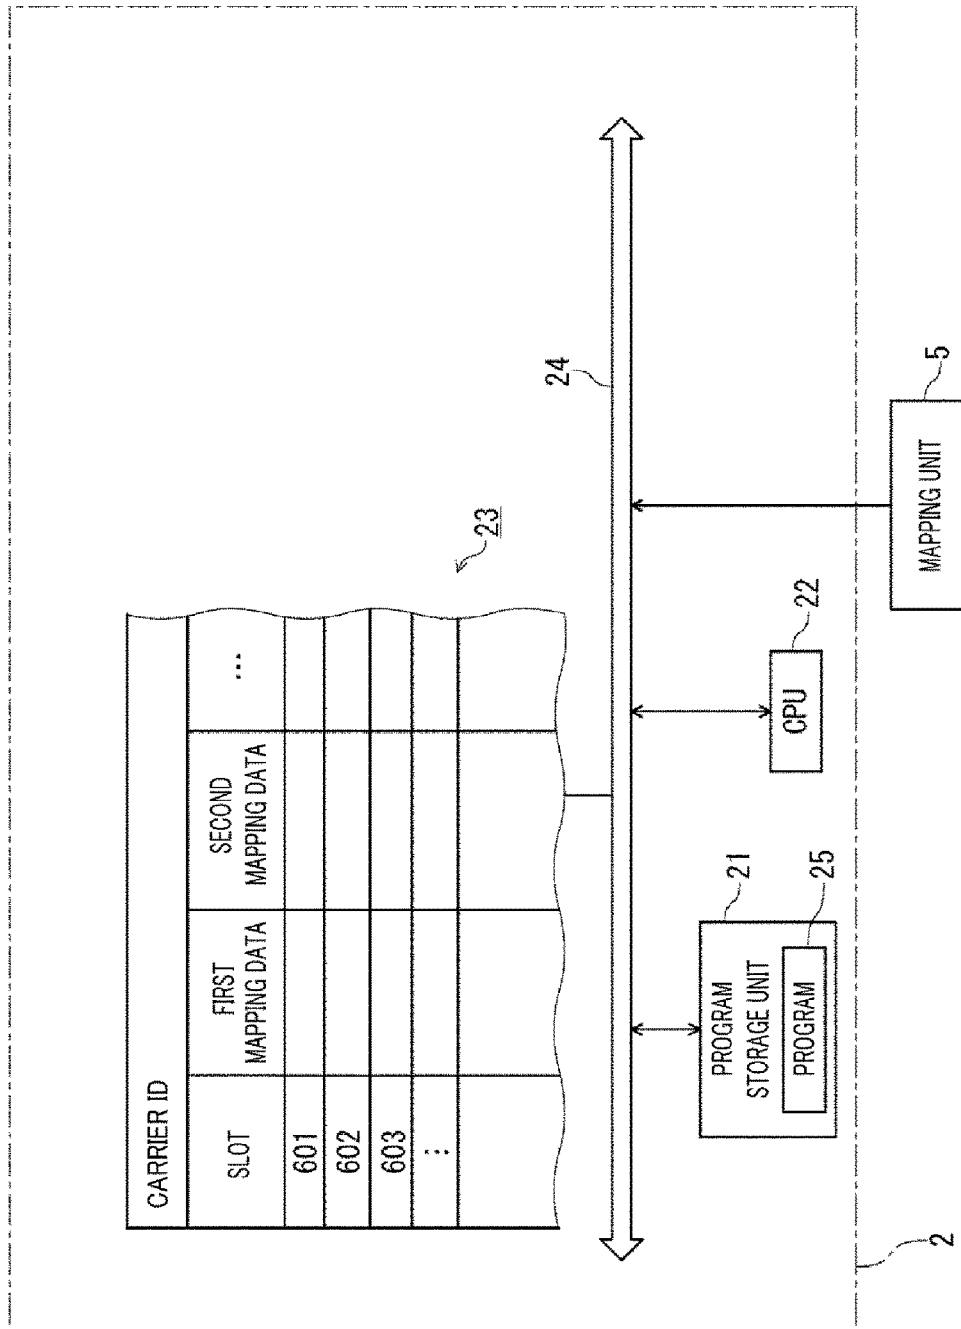 CARRIER ID
SLOT
FIRST
MAPPING DATA
SECOND
MAPPING DATA
...
601
602
603
⋮
23
24
PROGRAM
STORAGE UNIT
PROGRAM
21
25
CPU
22
MAPPING UNIT
5
2